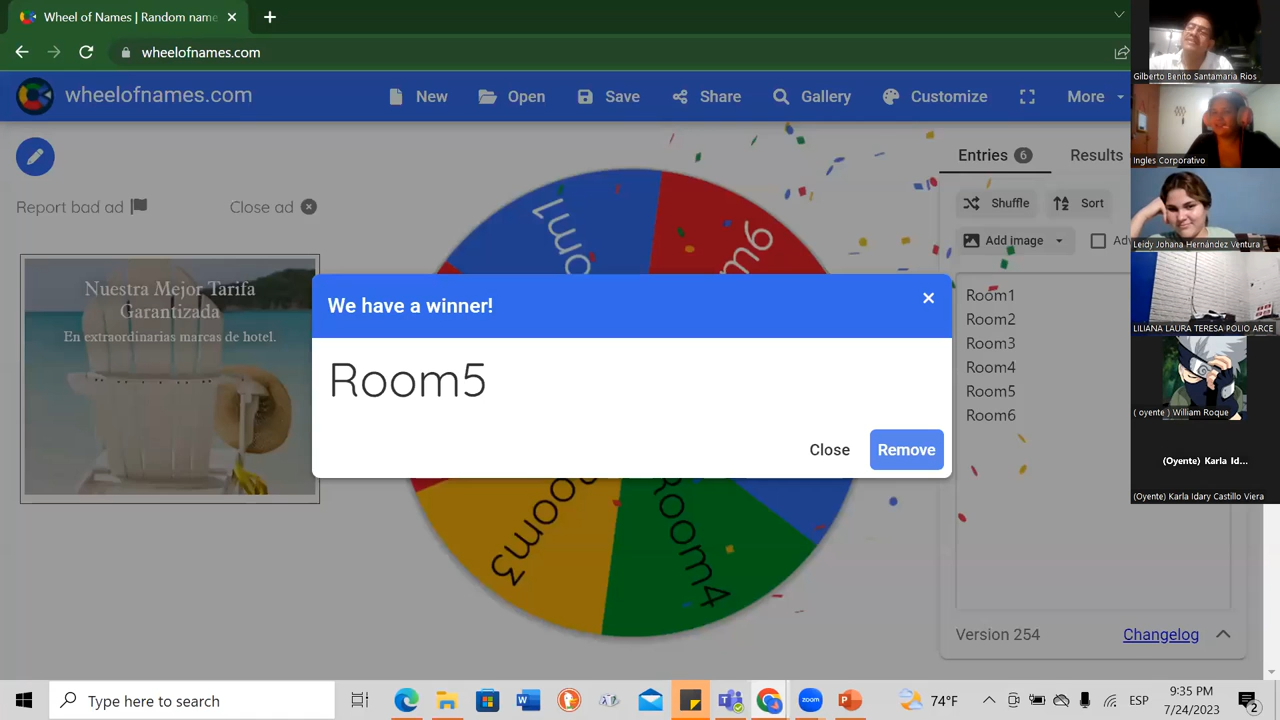 Wheel of Names | Random name
wheelofnames.com
wheelofnames.com
New
Open
Save
Share
Gallery
Customize
More
Report bad ad
Close ad
Nuestra Mejor Tarifa
Garantizada
En extraordinarias marcas de hotel.
We have a winner!
Room5
Close
Remove
Room4
Room3
Entries 6
Results
Shuffle
Sort
Add image
Room1
Room2
Room3
Room4
Room5
Room6
Version 254
Changelog
Gilberto Benito Santamaria Rios
Ingles Corporativo
Leidy Johana Hernández Ventura
LILIANA LAURA TERESA POLIO ARCE
( oyente ) William Roque
(Oyente) Karla Id...
(Oyente) Karla Idary Castillo Viera
Type here to search
74°F
ESP
9:35 PM
7/24/2023
2